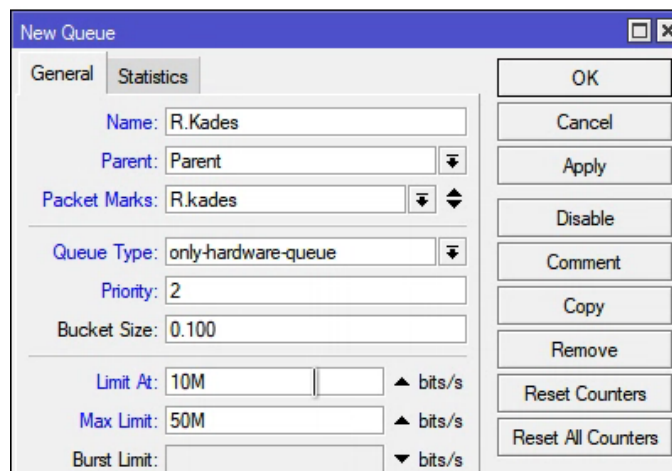 New Queue
General Statistics
Name: R.Kades
Parent: Parent
Packet Marks: R.kades
Queue Type: only-hardware-queue
Priority: 2
Bucket Size: 0.100
Limit At: 10M bits/s
Max Limit: 50M bits/s
Burst Limit: bits/s
OK
Cancel
Apply
Disable
Comment
Copy
Remove
Reset Counters
Reset All Counters